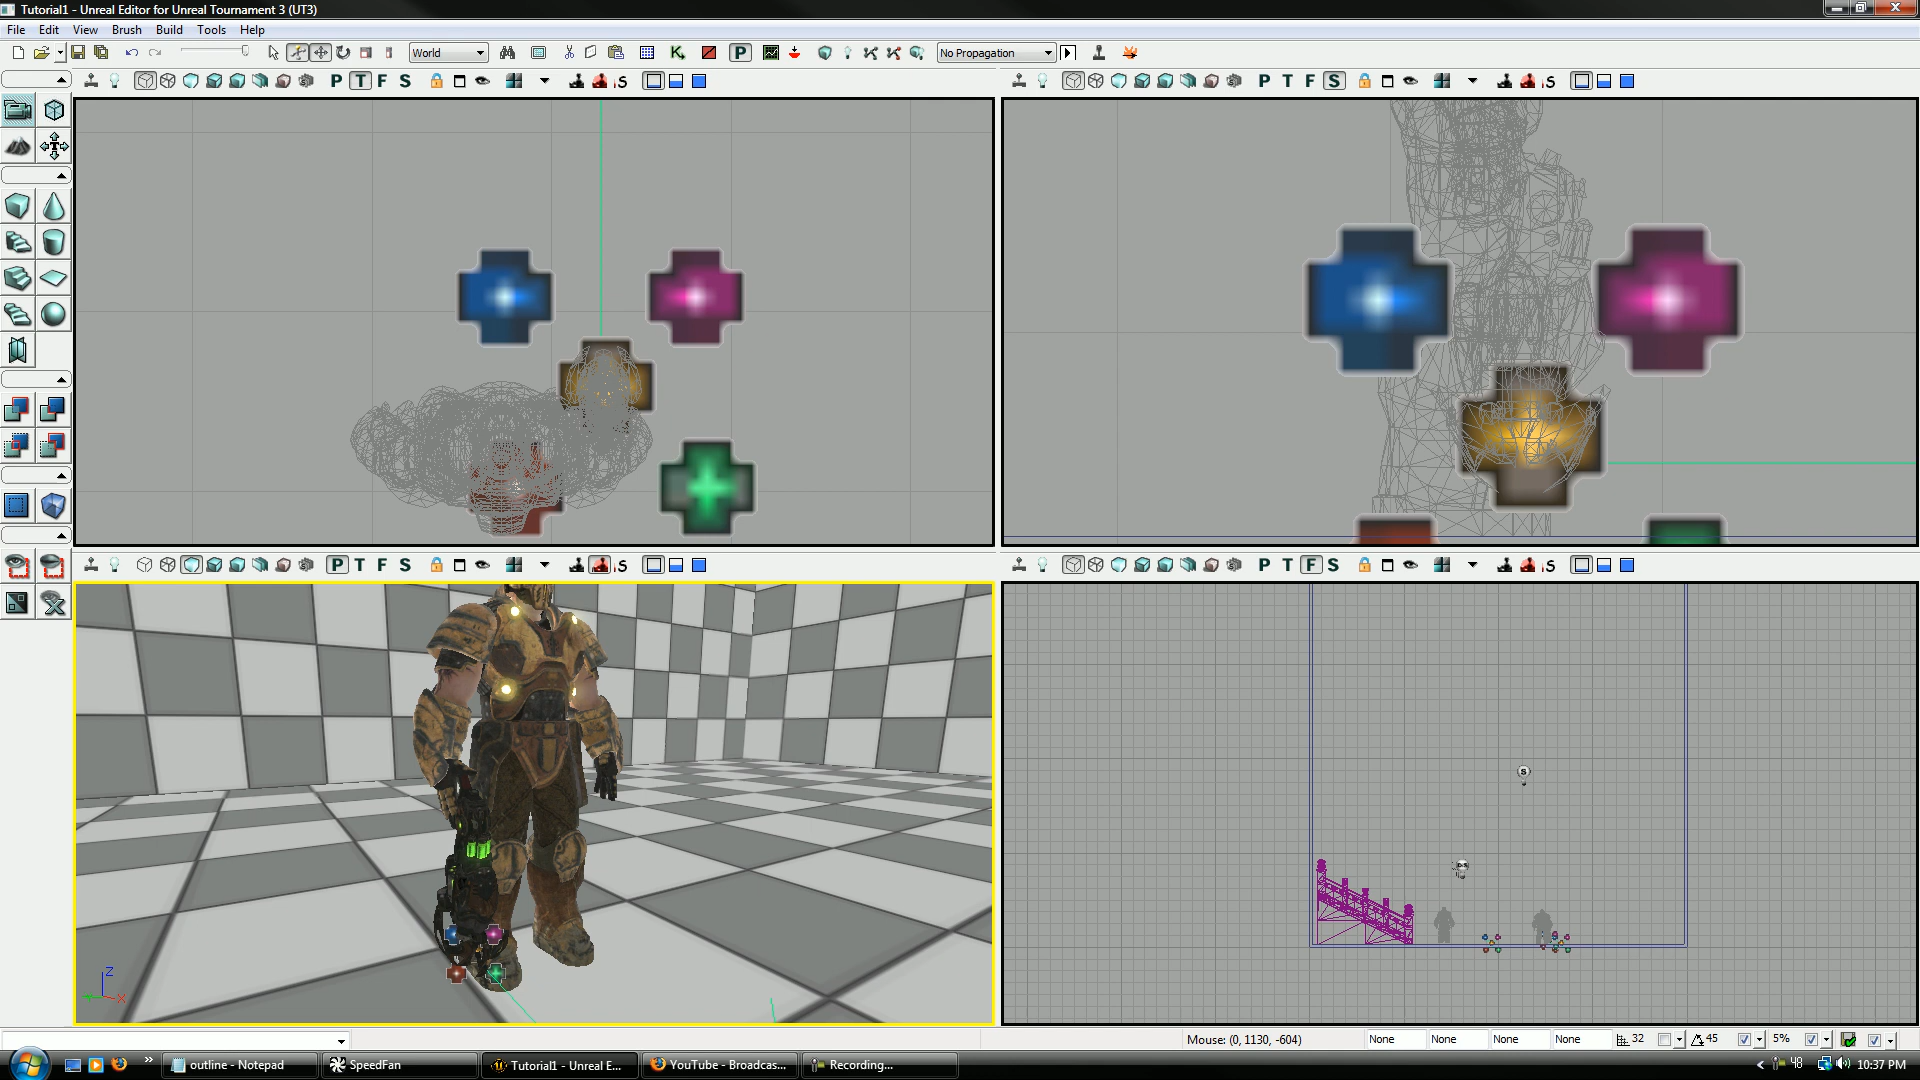 Tutorial1 - Unreal Editor for Unreal Tournament 3 (UT3)
File Edit View Brush Build Tools Help
World
K
P
No Propagation
P T F S
S
P T F S
S
P T F S
S
P T F S
S
S
Z
X
Mouse: (0, 1130, -604)
None None None None
32
45
5%
outline - Notepad
SpeedFan
Tutorial1 - Unreal E...
YouTube - Broadcas...
Recording...
48
10:37 PM